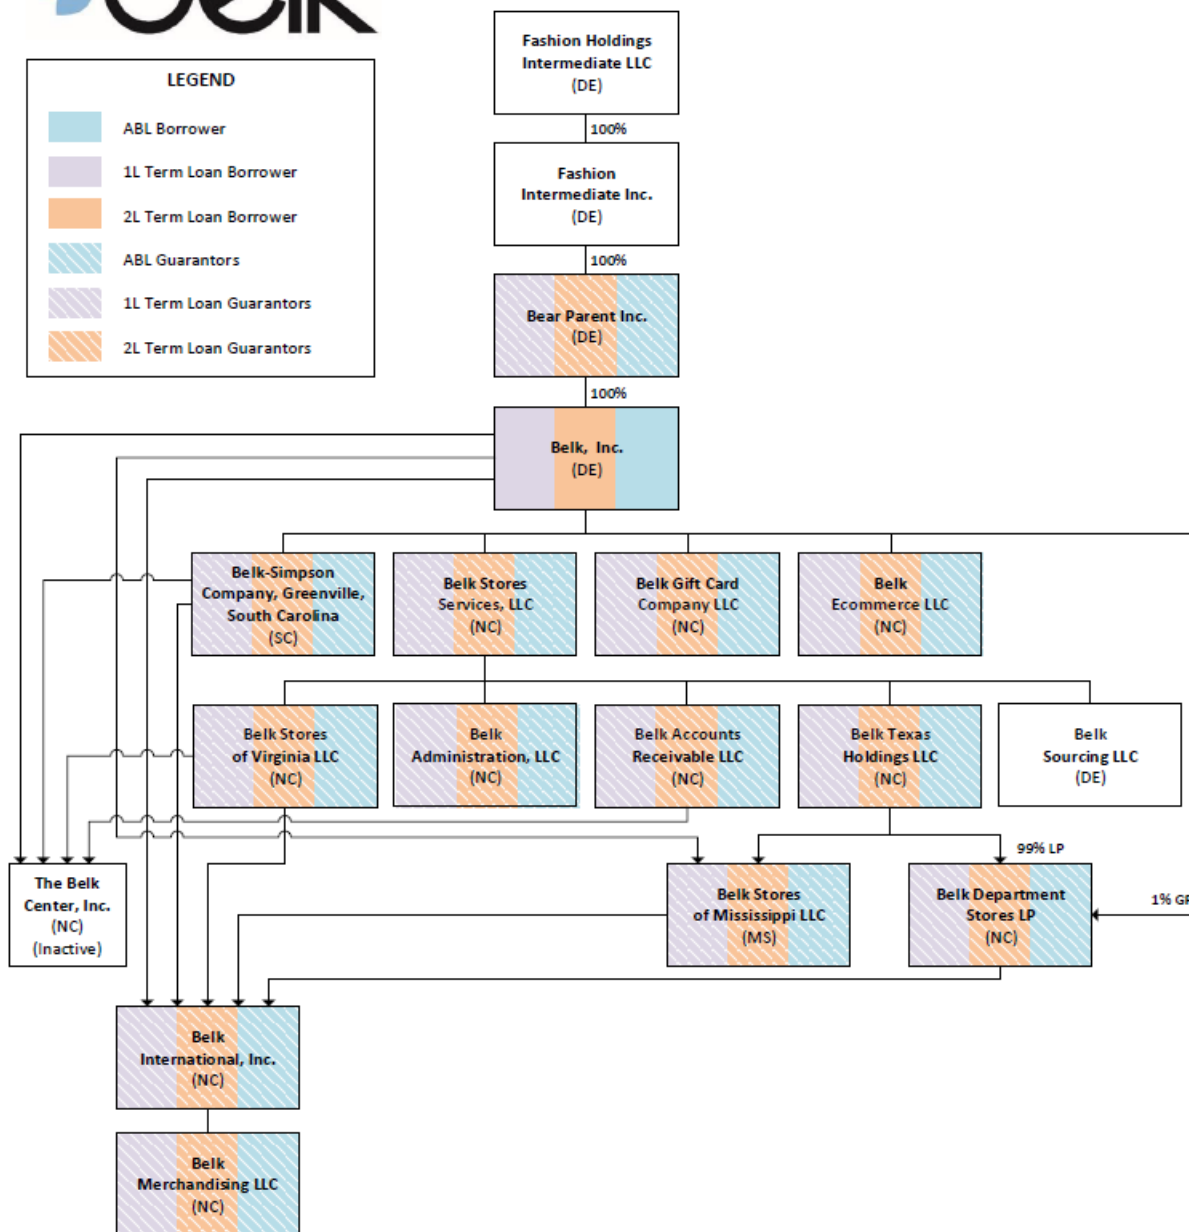 belk
Fashion Holdings
Intermediate LLC
(DE)
LEGEND
ABL Borrower
1L Term Loan Borrower
2L Term Loan Borrower
ABL Guarantors
1L Term Loan Guarantors
2L Term Loan Guarantors
100%
Fashion
Intermediate Inc.
(DE)
100%
Bear Parent Inc.
(DE)
100%
Belk, Inc.
(DE)
Belk-Simpson
Company, Greenville,
South Carolina
(SC)
Belk Stores
Services, LLC
(NC)
Belk Gift Card
Company LLC
(NC)
Belk
Ecommerce LLC
(NC)
Belk Stores
of Virginia LLC
(NC)
Belk
Administration, LLC
(NC)
Belk Accounts
Receivable LLC
(NC)
Belk Texas
Holdings LLC
(NC)
Belk
Sourcing LLC
(DE)
99% LP
The Belk
Center, Inc.
(NC)
(Inactive)
Belk Stores
of Mississippi LLC
(MS)
Belk Department
Stores LP
(NC)
1% GP
Belk
International, Inc.
(NC)
Belk
Merchandising LLC
(NC)